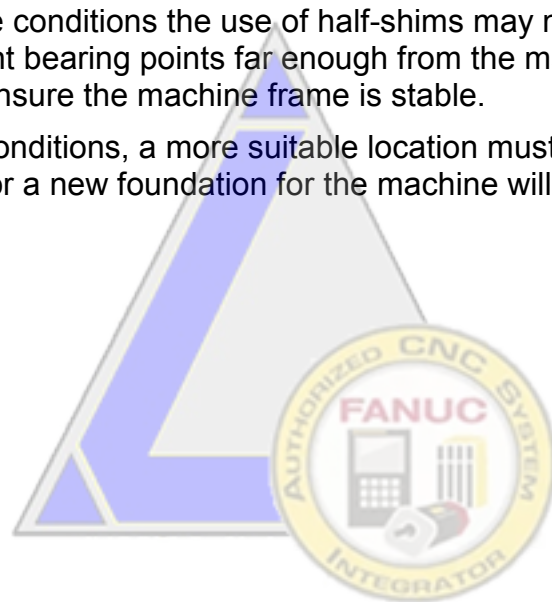 e conditions the use of half-shims may r
nt bearing points far enough from the m
nsure the machine frame is stable.
onditions, a more suitable location must
or a new foundation for the machine will
AUTHORIZED CNC SYSTEM
FANUC
INTEGRATOR